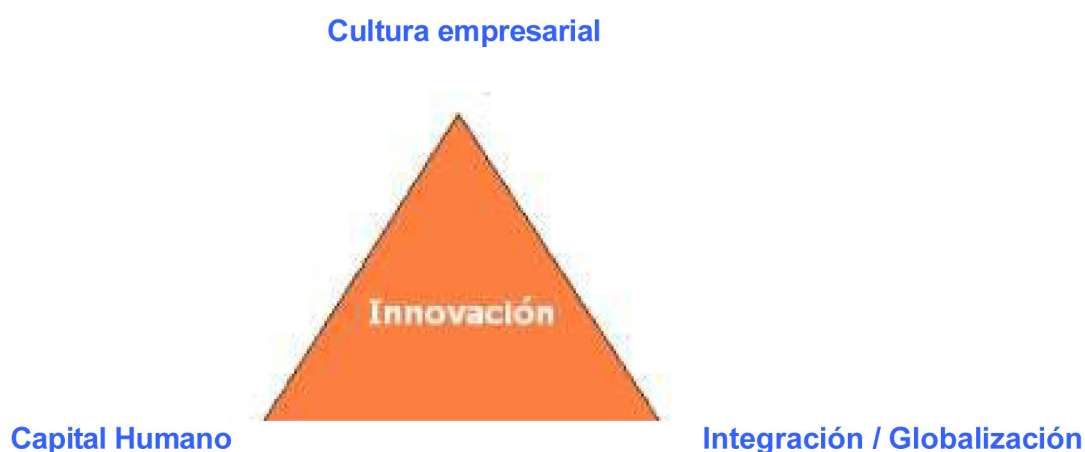 Cultura empresarial
Innovación
Capital Humano
Integración / Globalización